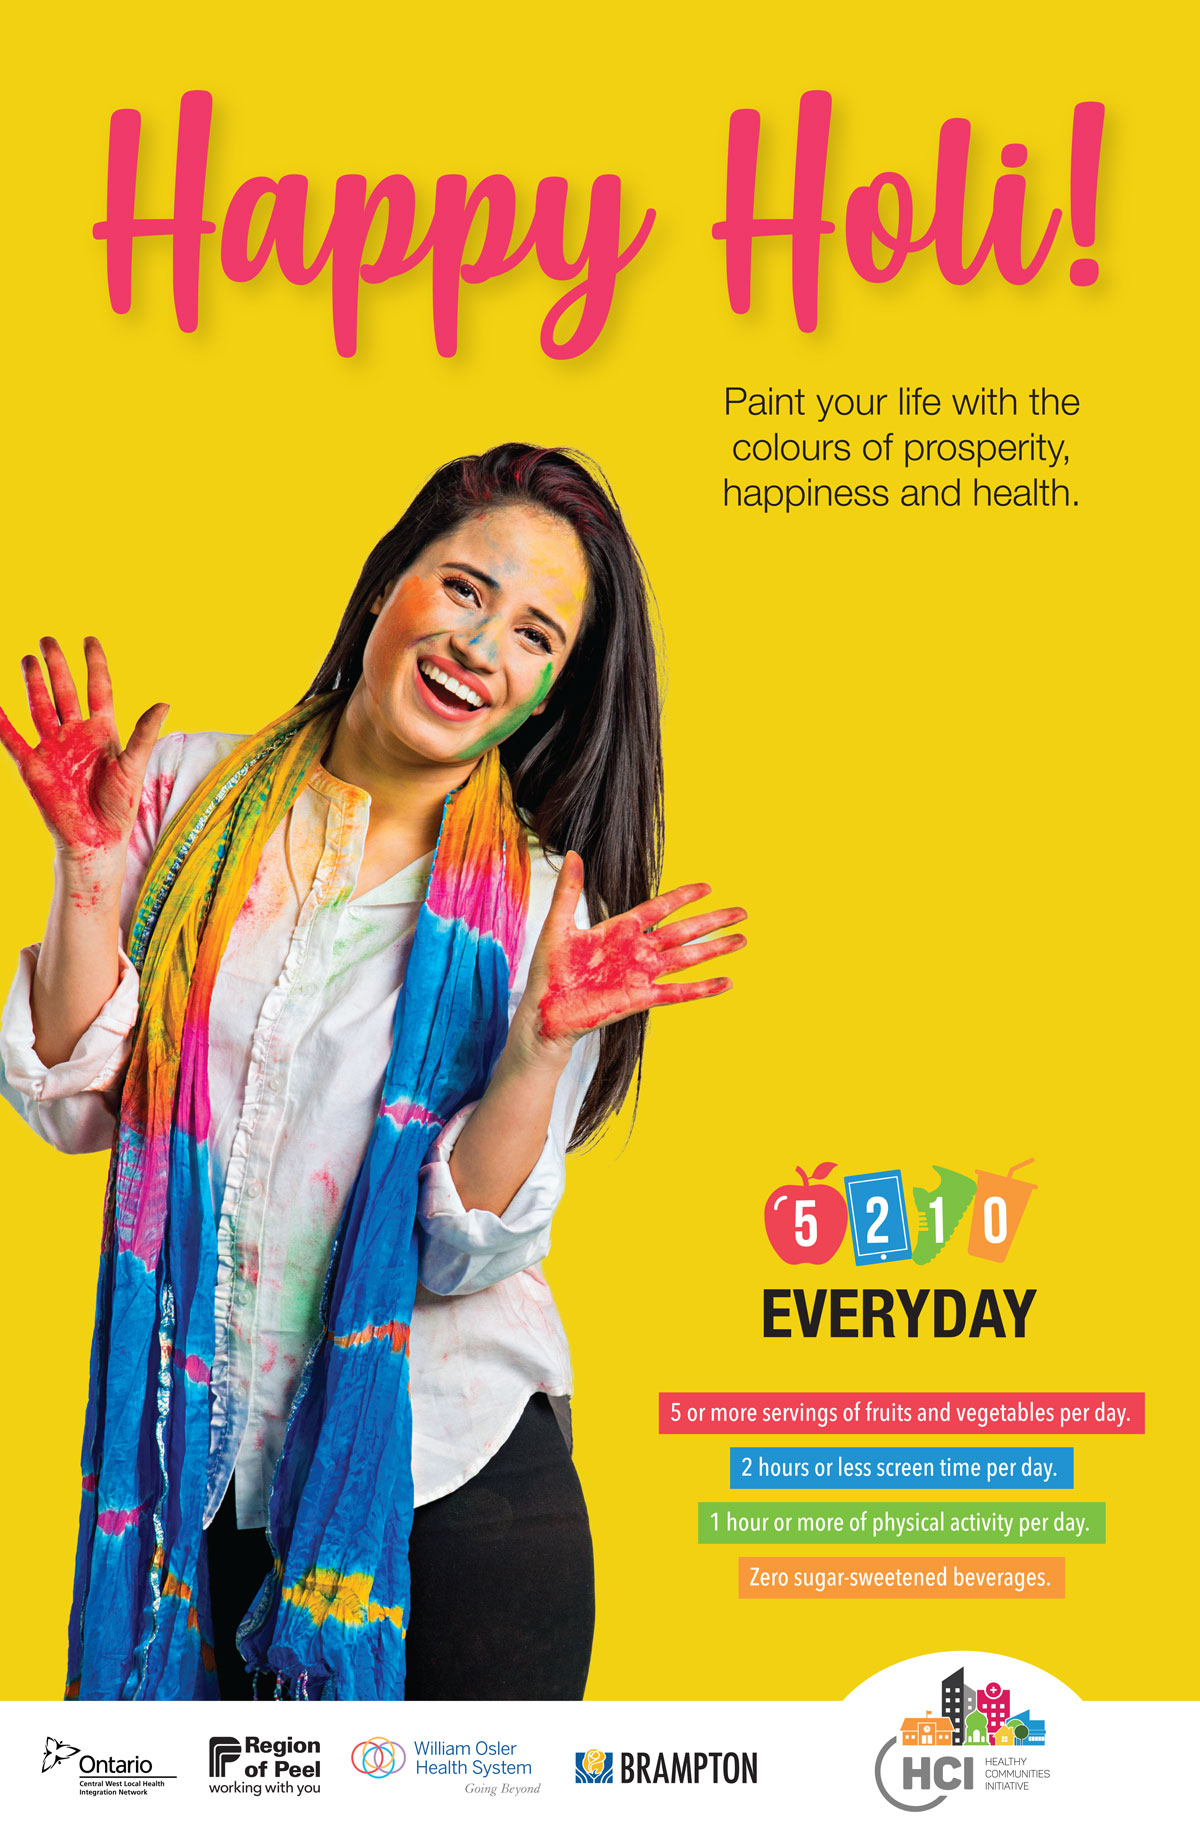 Happy Holi!
Paint your life with the
colours of prosperity,
happiness and health.
5 2 1 0
EVERYDAY
5 or more servings of fruits and vegetables per day.
2 hours or less screen time per day.
1 hour or more of physical activity per day.
Zero sugar-sweetened beverages.
Ontario
Central West Local Health
Integration Network
Region
of Peel
working with you
William Osler
Health System
Going Beyond
BRAMPTON
HCI
HEALTHY
COMMUNITIES
INITIATIVE